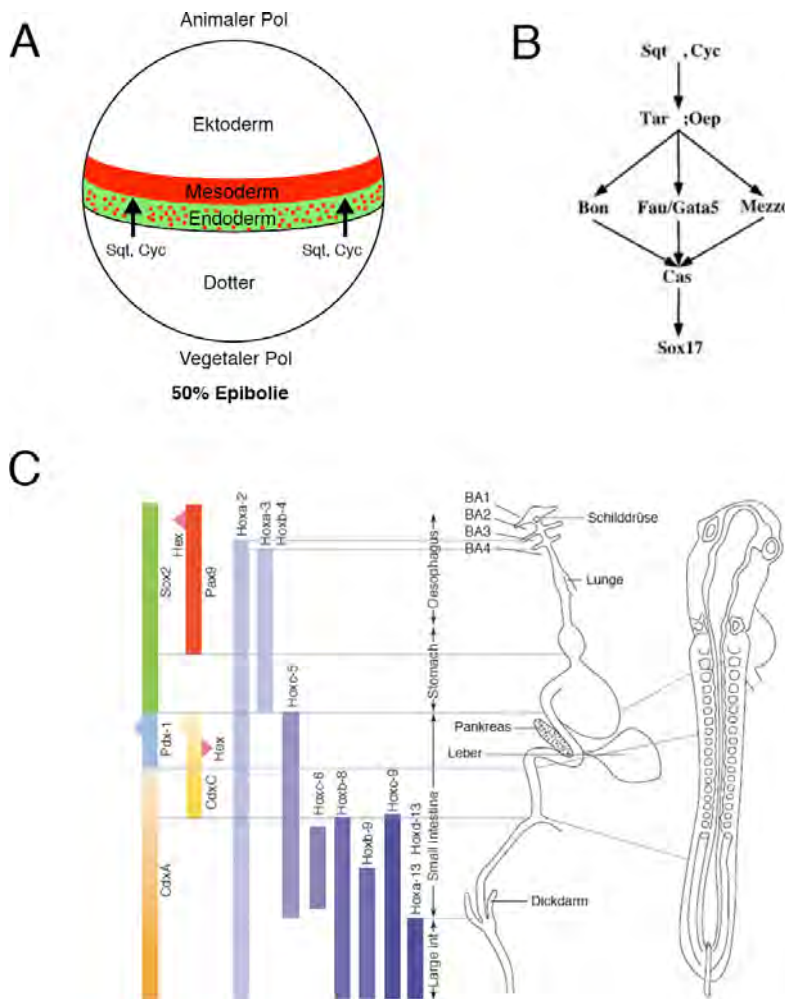 A
Animaler Pol
Ektoderm
Mesoderm
Endoderm
Sqt, Cyc
Sqt, Cyc
Dotter
Vegetaler Pol
50% Epibolie
B
Sqt , Cyc
Tar ;Oep
Bon
Fau/Gata5
Mezzo
Cas
Sox17
C
Sox2
Hex
Pax9
Hoxa-2
Hoxa-3
Hoxb-4
Pdx-1
CdxC
Hex
CdxA
Hoxc-5
Hoxc-6
Hoxb-8
Hoxb-9
Hoxc-9
Hoxa-13
Hoxd-13
Oesophagus
Stomach
Small intestine
Large int
BA1
BA2
BA3
BA4
Schilddrüse
Lunge
Pankreas
Leber
Dickdarm